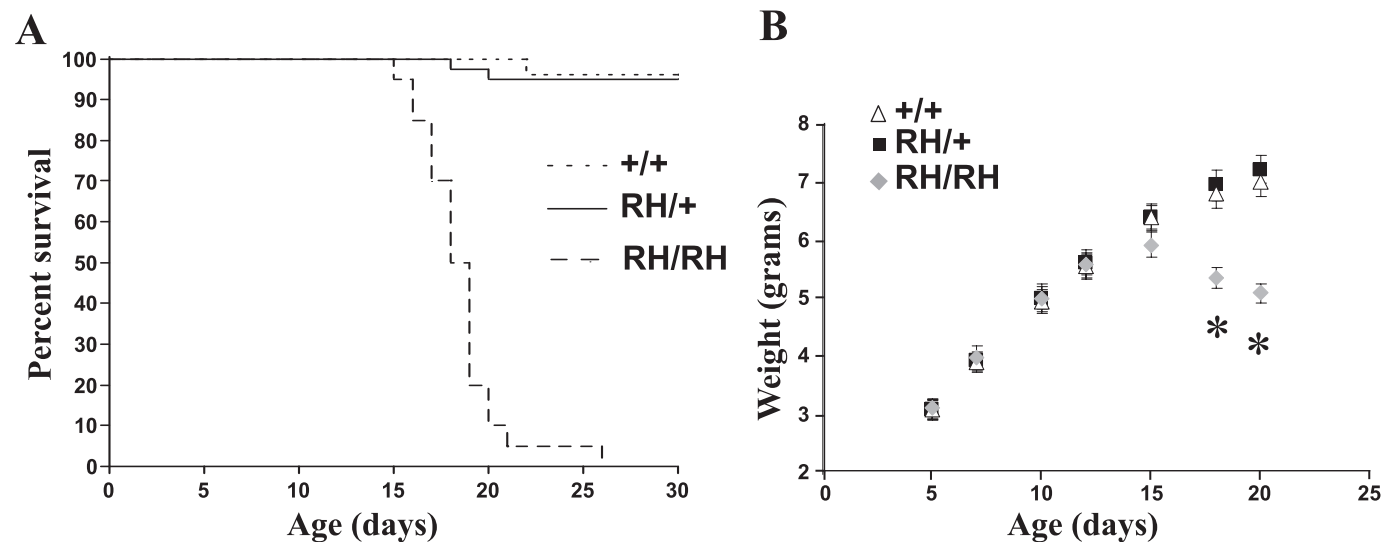 A
Percent survival
100
90
80
70
60
50
40
30
20
10
0
0 5 10 15 20 25 30
Age (days)
+/+
RH/+
RH/RH
B
Weight (grams)
8
7
6
5
4
3
2
0 5 10 15 20 25
Age (days)
+/+
RH/+
RH/RH
*
*